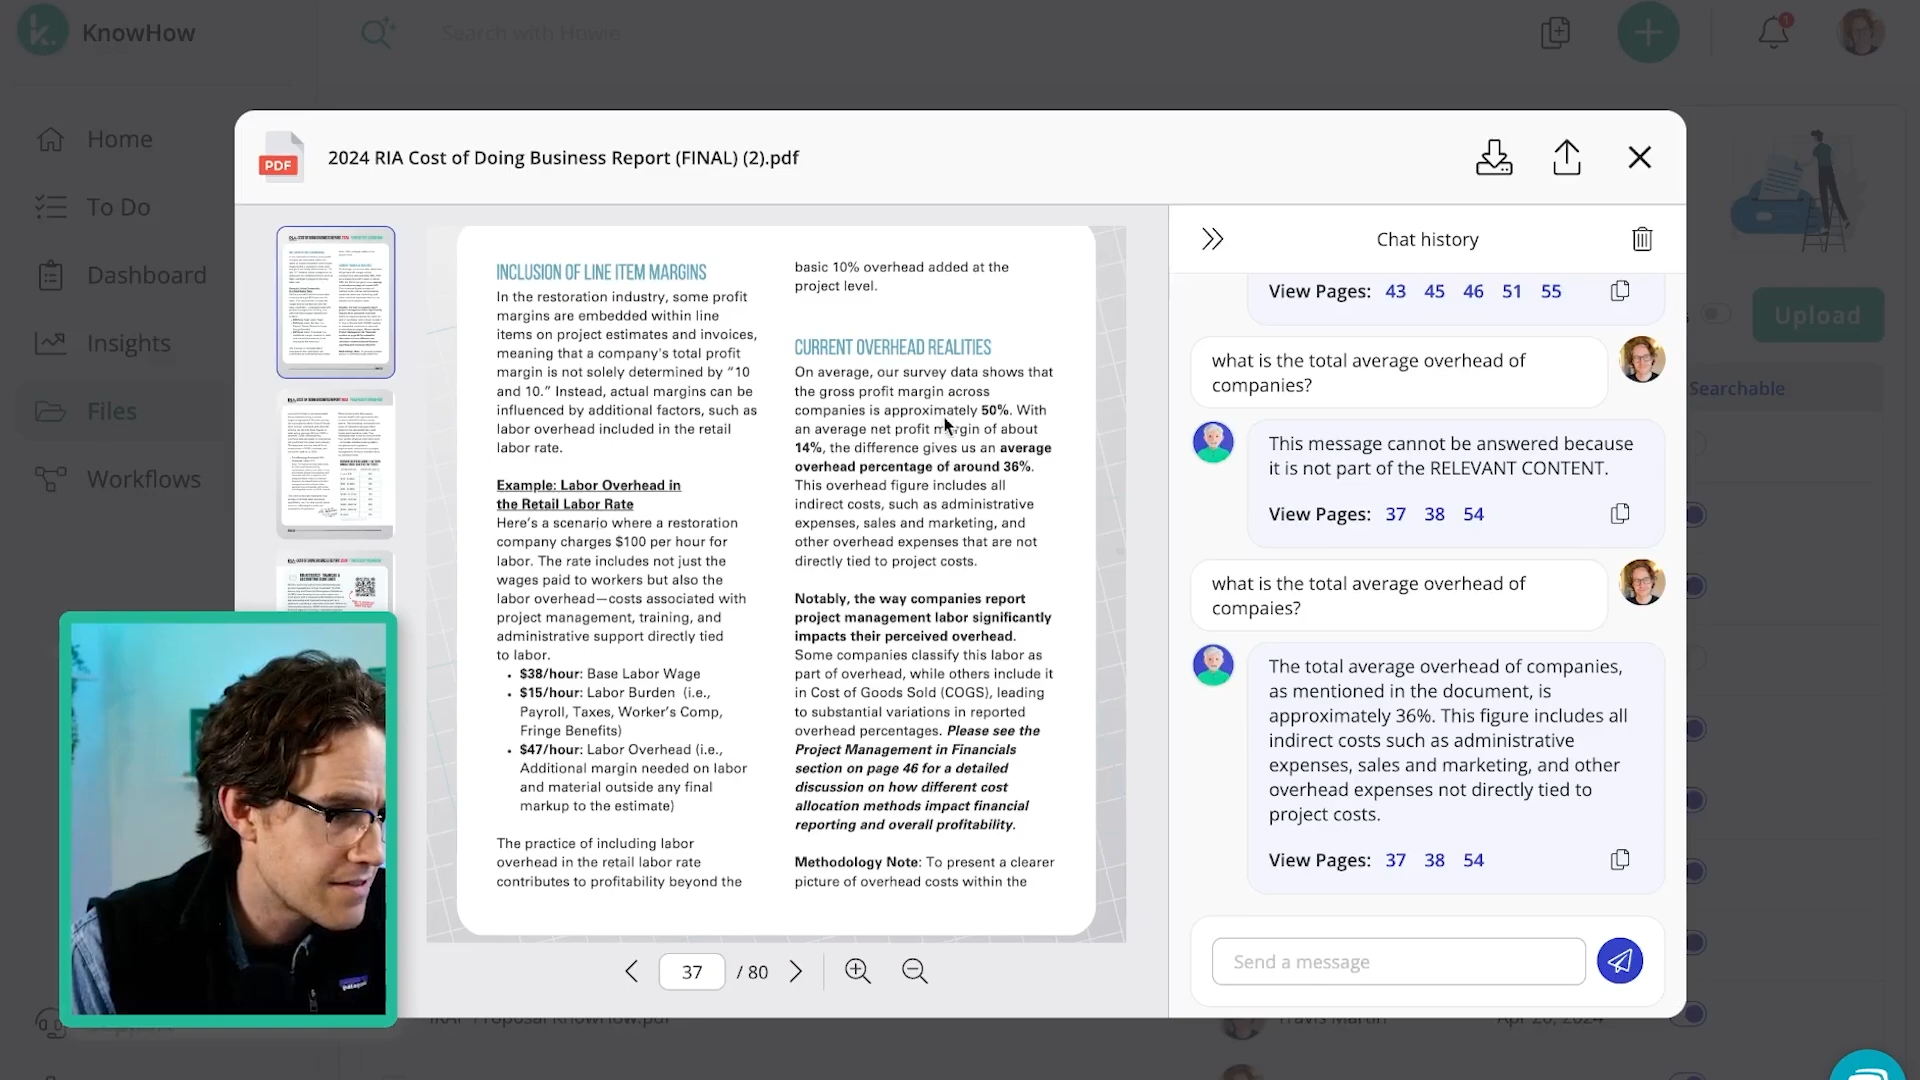 KnowHow
Search with Howie
Home
To Do
Dashboard
Insights
Files
Workflows
Upload
Searchable
PDF
2024 RIA Cost of Doing Business Report (FINAL) (2).pdf
INCLUSION OF LINE ITEM MARGINS
In the restoration industry, some profit
margins are embedded within line
items on project estimates and invoices,
meaning that a company's total profit
margin is not solely determined by “10
and 10.” Instead, actual margins can be
influenced by additional factors, such as
labor overhead included in the retail
labor rate.
Example: Labor Overhead in
the Retail Labor Rate
Here's a scenario where a restoration
company charges $100 per hour for
labor. The rate includes not just the
wages paid to workers but also the
labor overhead—costs associated with
project management, training, and
administrative support directly tied
to labor.
• $38/hour: Base Labor Wage
• $15/hour: Labor Burden (i.e.,
Payroll, Taxes, Worker's Comp,
Fringe Benefits)
• $47/hour: Labor Overhead (i.e.,
Additional margin needed on labor
and material outside any final
markup to the estimate)
The practice of including labor
overhead in the retail labor rate
contributes to profitability beyond the
basic 10% overhead added at the
project level.
CURRENT OVERHEAD REALITIES
On average, our survey data shows that
the gross profit margin across
companies is approximately 50%. With
an average net profit margin of about
14%, the difference gives us an average
overhead percentage of around 36%.
This overhead figure includes all
indirect costs, such as administrative
expenses, sales and marketing, and
other overhead expenses that are not
directly tied to project costs.
Notably, the way companies report
project management labor significantly
impacts their perceived overhead.
Some companies classify this labor as
part of overhead, while others include it
in Cost of Goods Sold (COGS), leading
to substantial variations in reported
overhead percentages. Please see the
Project Management in Financials
section on page 46 for a detailed
discussion on how different cost
allocation methods impact financial
reporting and overall profitability.
Methodology Note: To present a clearer
picture of overhead costs within the
37 / 80
Chat history
View Pages: 43 45 46 51 55
what is the total average overhead of
companies?
This message cannot be answered because
it is not part of the RELEVANT CONTENT.
View Pages: 37 38 54
what is the total average overhead of
compaies?
The total average overhead of companies,
as mentioned in the document, is
approximately 36%. This figure includes all
indirect costs such as administrative
expenses, sales and marketing, and other
overhead expenses not directly tied to
project costs.
View Pages: 37 38 54
Send a message